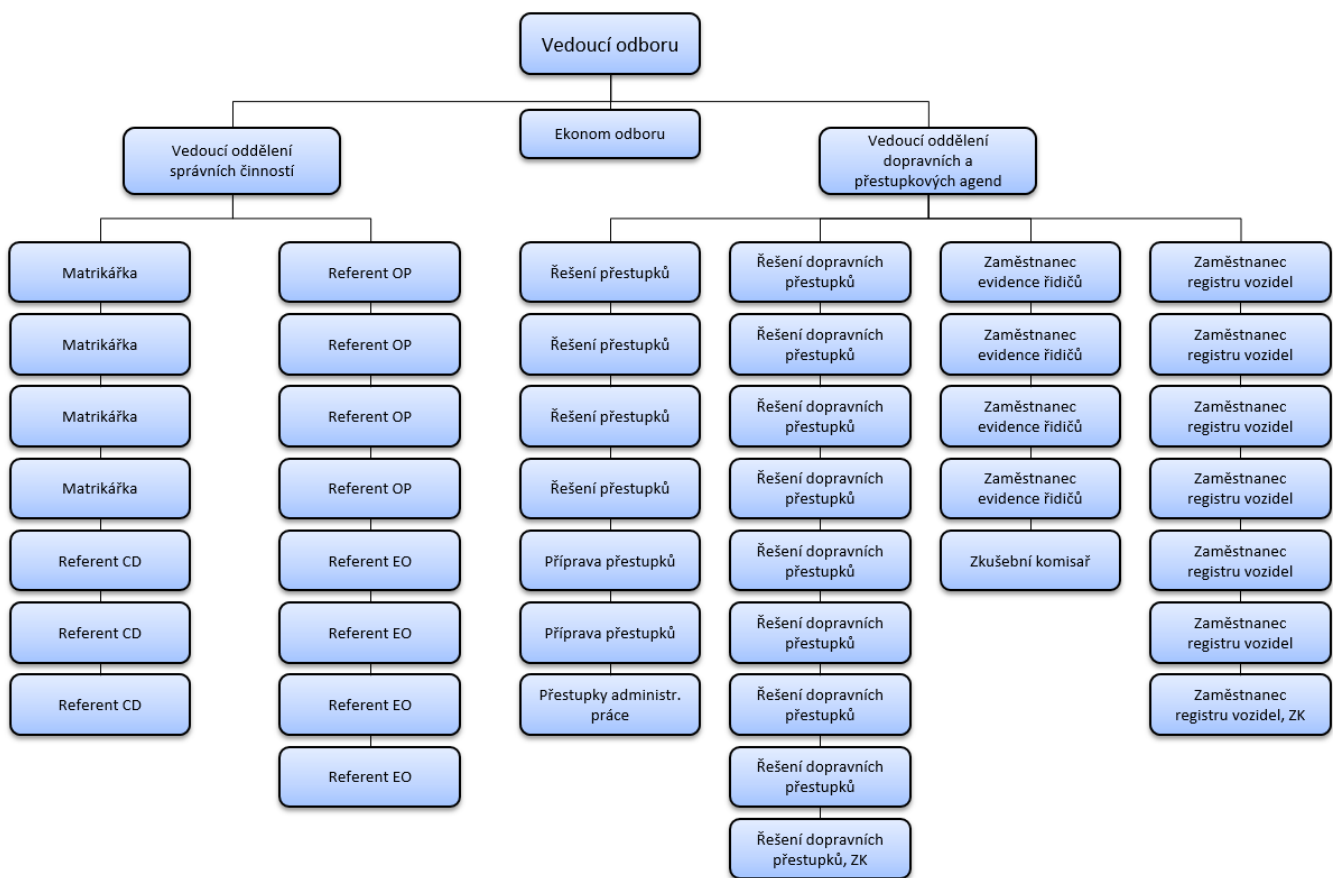 Vedoucí odboru
Ekonom odboru
Vedoucí oddělení
správních činností
Vedoucí oddělení
dopravních a
přestupkových agend
Matrikářka
Matrikářka
Matrikářka
Matrikářka
Referent CD
Referent CD
Referent CD
Referent OP
Referent OP
Referent OP
Referent OP
Referent EO
Referent EO
Referent EO
Referent EO
Řešení přestupků
Řešení přestupků
Řešení přestupků
Řešení přestupků
Příprava přestupků
Příprava přestupků
Přestupky administr.
práce
Řešení dopravních
přestupků
Řešení dopravních
přestupků
Řešení dopravních
přestupků
Řešení dopravních
přestupků
Řešení dopravních
přestupků
Řešení dopravních
přestupků
Řešení dopravních
přestupků
Řešení dopravních
přestupků
Řešení dopravních
přestupků, ZK
Zaměstnanec
evidence řidičů
Zaměstnanec
evidence řidičů
Zaměstnanec
evidence řidičů
Zaměstnanec
evidence řidičů
Zkušební komisař
Zaměstnanec
registru vozidel
Zaměstnanec
registru vozidel
Zaměstnanec
registru vozidel
Zaměstnanec
registru vozidel
Zaměstnanec
registru vozidel
Zaměstnanec
registru vozidel
Zaměstnanec
registru vozidel, ZK